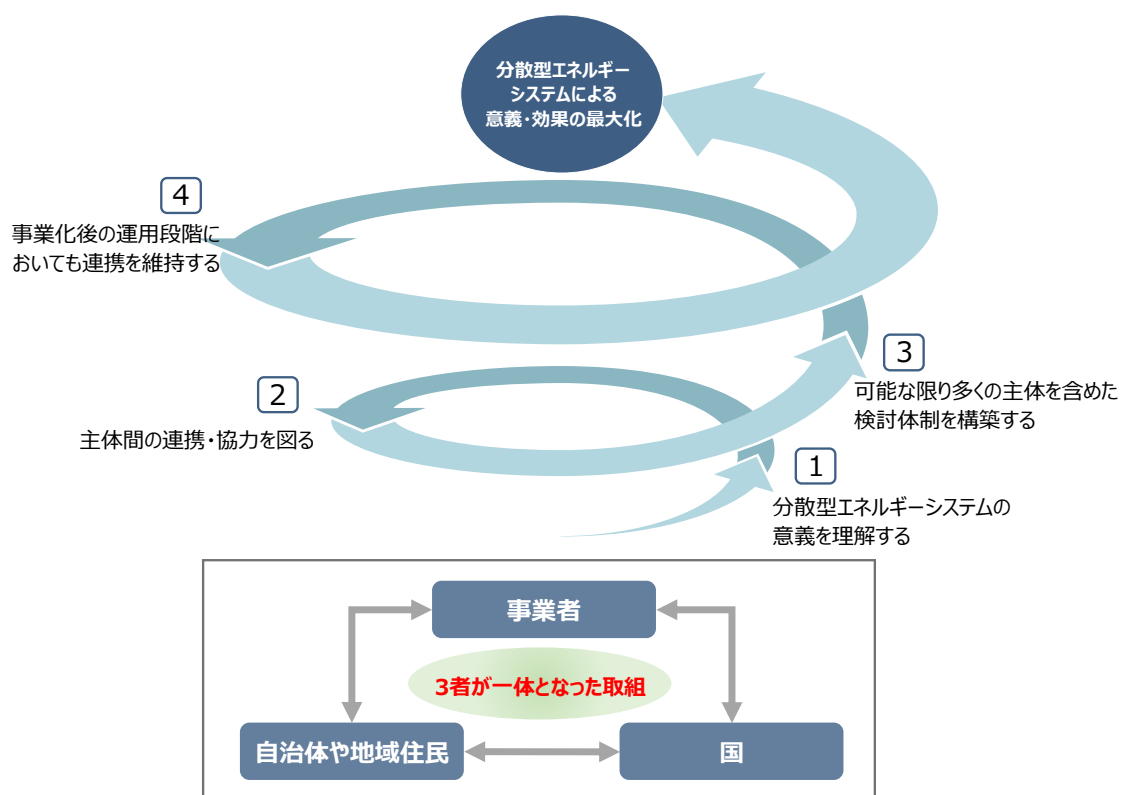 分散型エネルギー
システムによる
意義・効果の最大化
4
事業化後の運用段階に
おいても連携を維持する
3
可能な限り多くの主体を含めた
検討体制を構築する
2
主体間の連携・協力を図る
1
分散型エネルギーシステムの
意義を理解する
事業者
3者が一体となった取組
自治体や地域住民
国